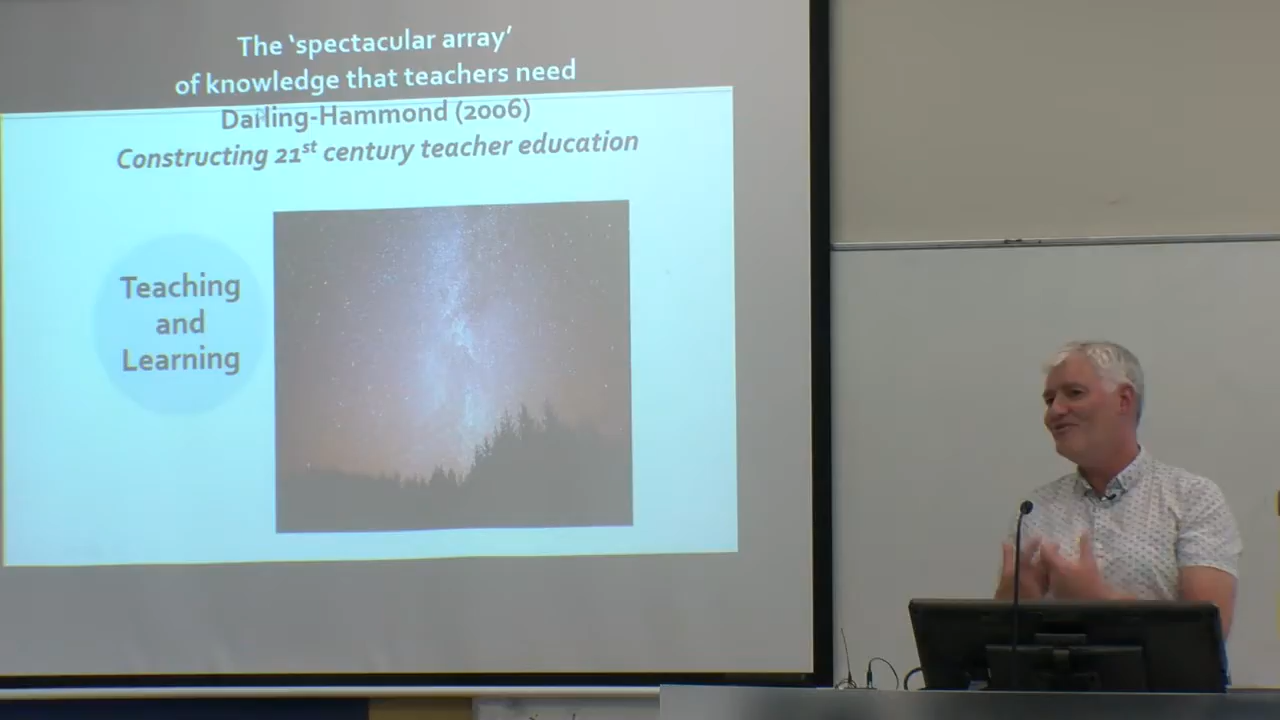 The ‘spectacular array’
of knowledge that teachers need
Darling-Hammond (2006)
Constructing 21st century teacher education
Teaching
and
Learning